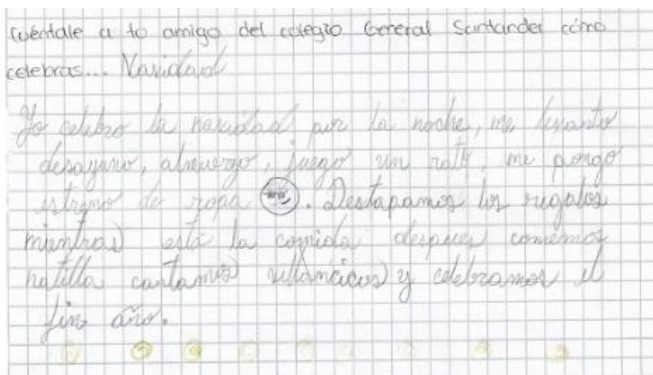 Cuéntale a to amigo del colegio General Santander cómo
celebras... Navidad
Yo celebro la navidad por la noche, me levanto
desayuno, almuerzo, juego un rato, me pongo
estreno de ropa. Destapamos los regalos
mientras está la comida despues comemos
natilla cantamos villancicos y celebramos el
fin año.